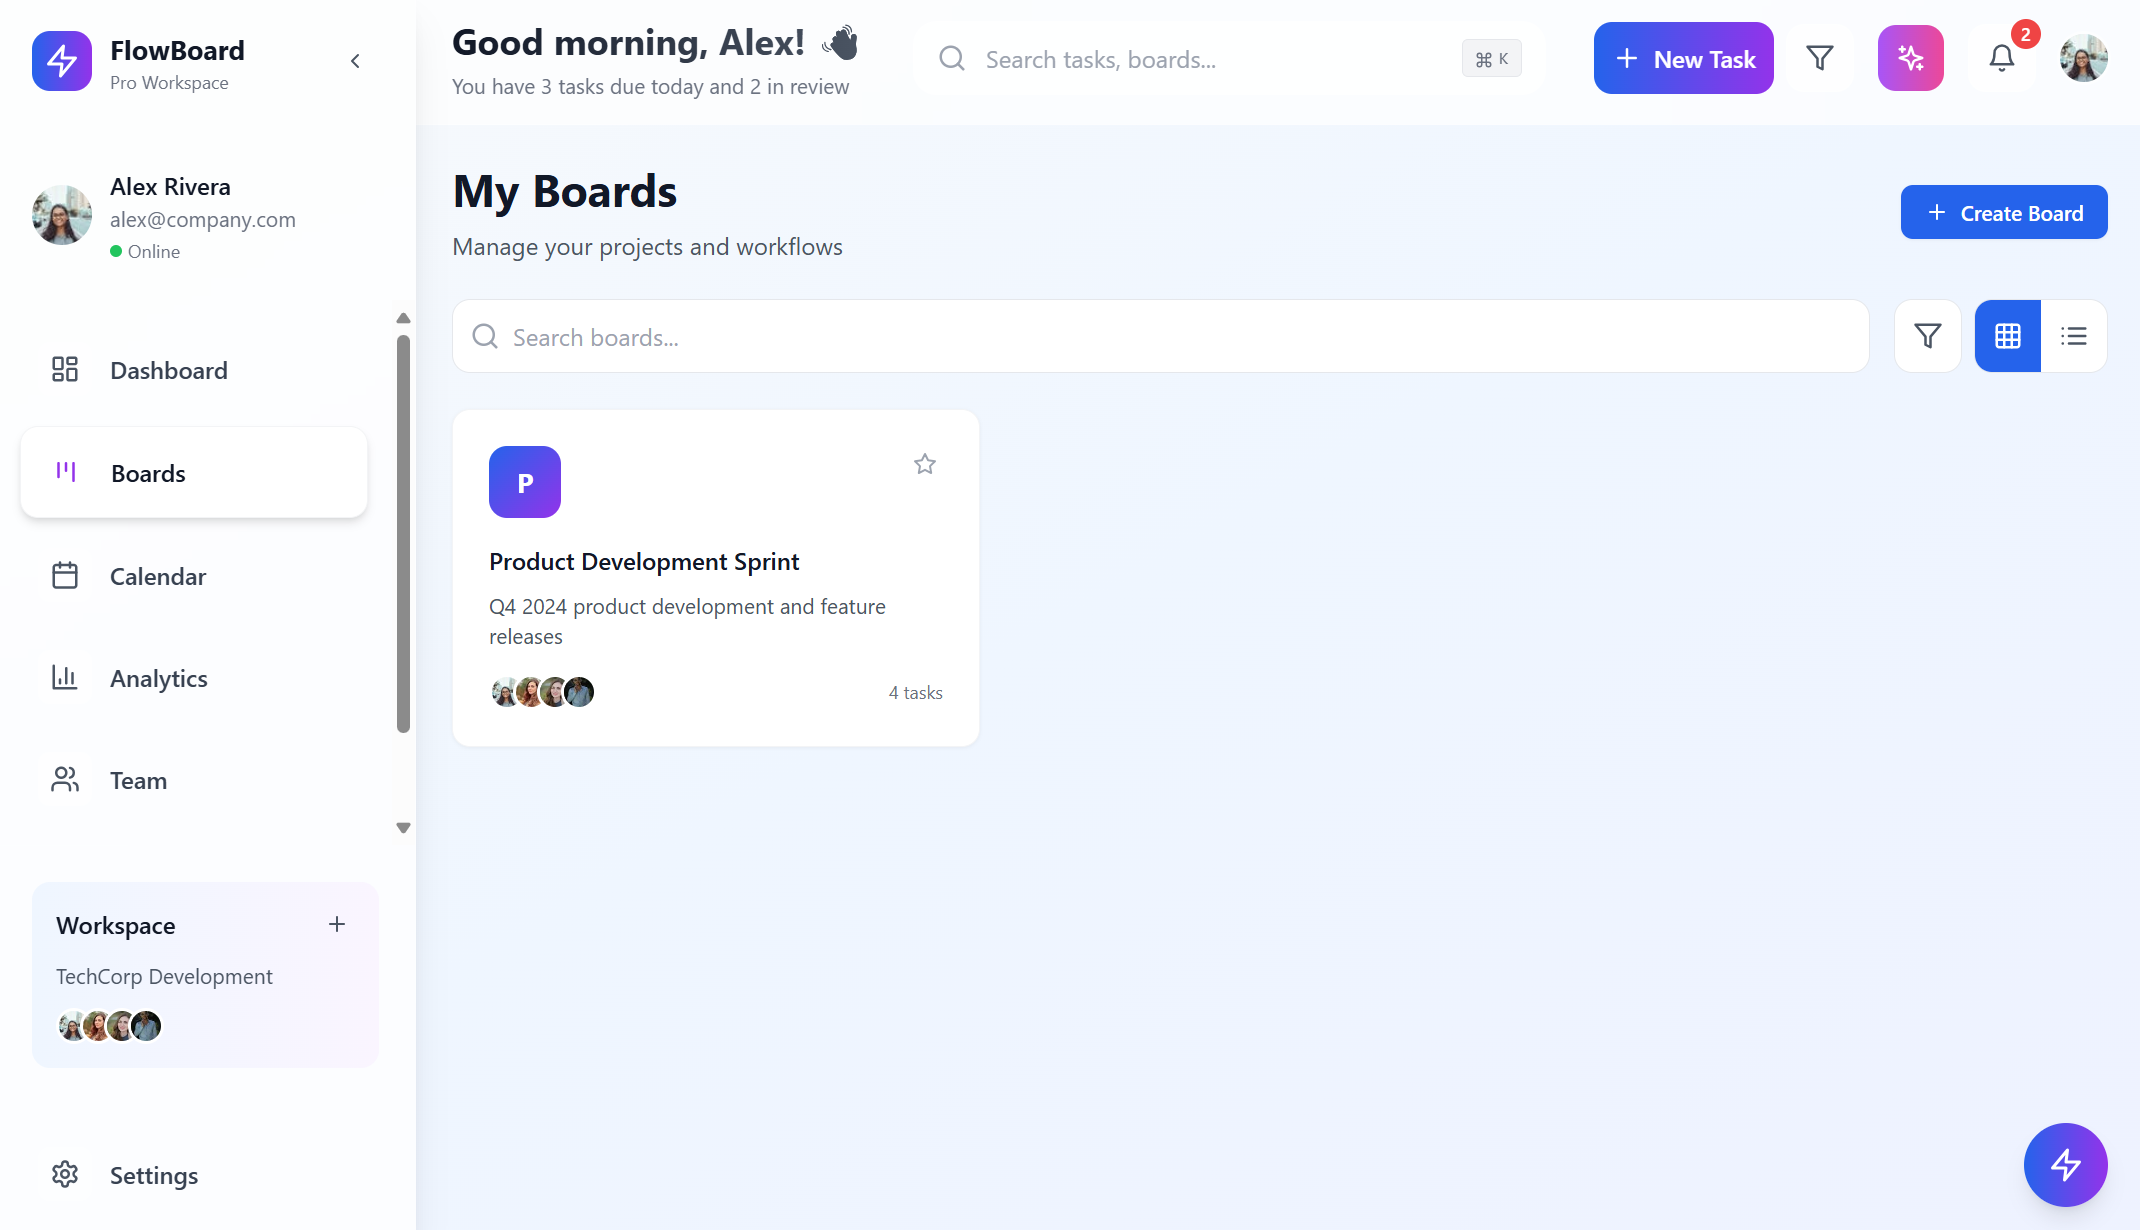 FlowBoard
Pro Workspace
Alex Rivera
alex@company.com
Online
Dashboard
Boards
Calendar
Analytics
Team
Workspace
TechCorp Development
Settings
Good morning, Alex! 👋
You have 3 tasks due today and 2 in review
Search tasks, boards...
⌘ K
New Task
2
My Boards
Manage your projects and workflows
Create Board
Search boards...
P
Product Development Sprint
Q4 2024 product development and feature
releases
4 tasks